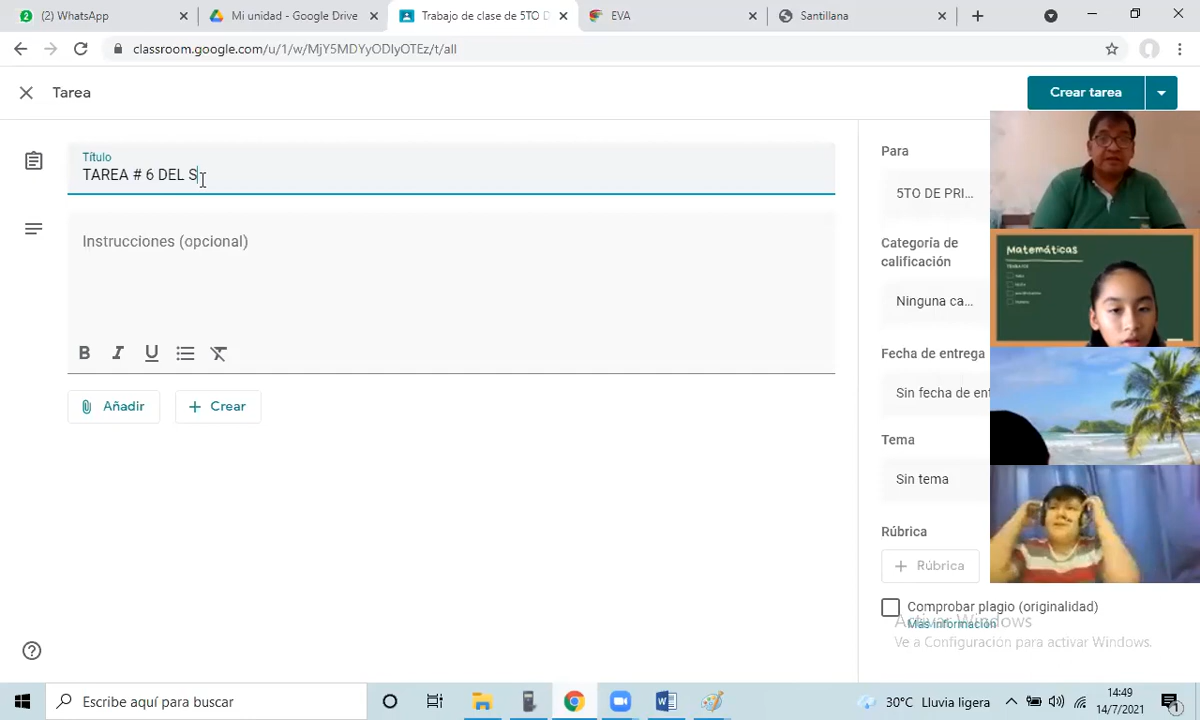 (2) WhatsApp
Mi unidad - Google Drive
Trabajo de clase de 5TO D
EVA
Santillana
classroom.google.com/u/1/w/MjY5MDYyODIyOTEz/t/all
Tarea
Crear tarea
Título
TAREA # 6 DEL S
Instrucciones (opcional)
B I U
Añadir
Crear
Para
5TO DE PRI...
Categoría de
calificación
Ninguna ca...
Fecha de entrega
Sin fecha de en
Tema
Sin tema
Rúbrica
Rúbrica
Comprobar plagio (originalidad)
Más información
Activar Windows
Ve a Configuración para activar Windows.
Matemáticas
Escribe aquí para buscar
30°C Lluvia ligera
14:49
14/7/2021
1